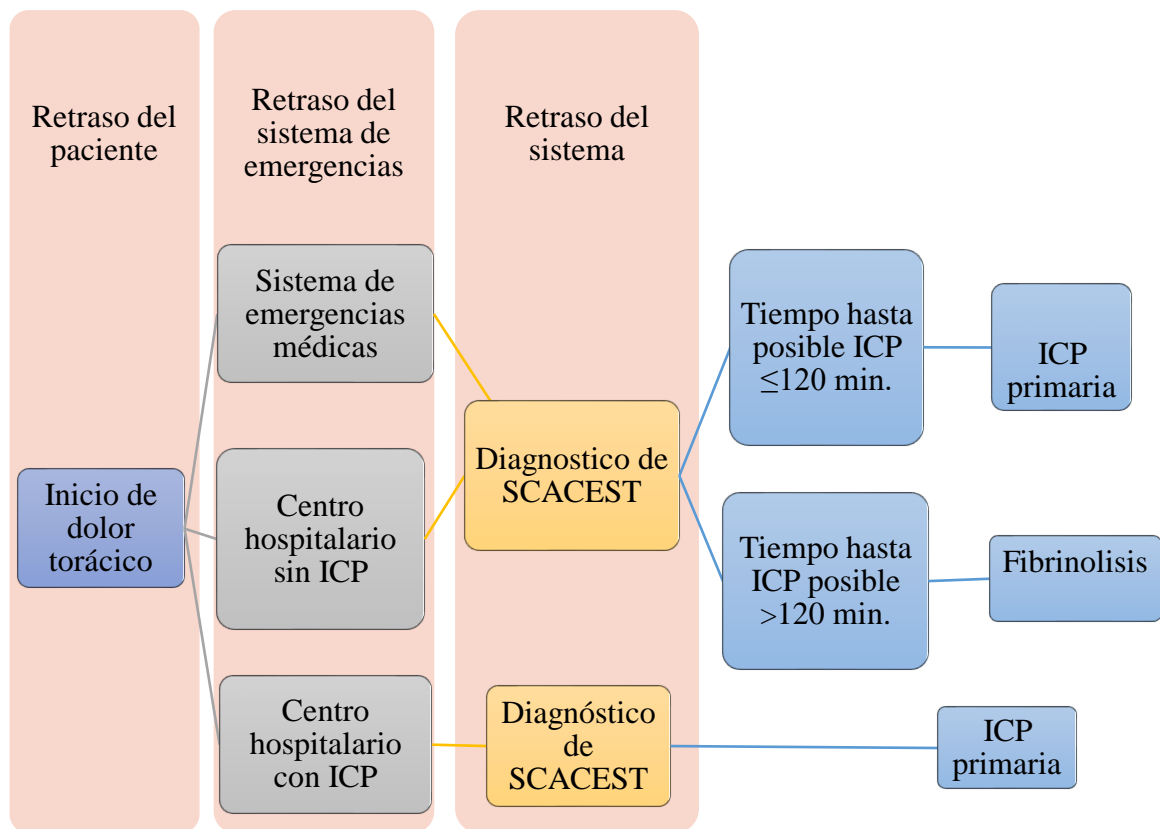 Retraso del
paciente
Retraso del
sistema de
emergencias
Retraso del
sistema
Sistema de
emergencias
médicas
Tiempo hasta
posible ICP
≤120 min.
ICP
primaria
Inicio de
dolor
torácico
Centro
hospitalario
sin ICP
Diagnostico de
SCACEST
Tiempo hasta
ICP posible
>120 min.
Fibrinolisis
Centro
hospitalario
con ICP
Diagnóstico
de
SCACEST
ICP
primaria